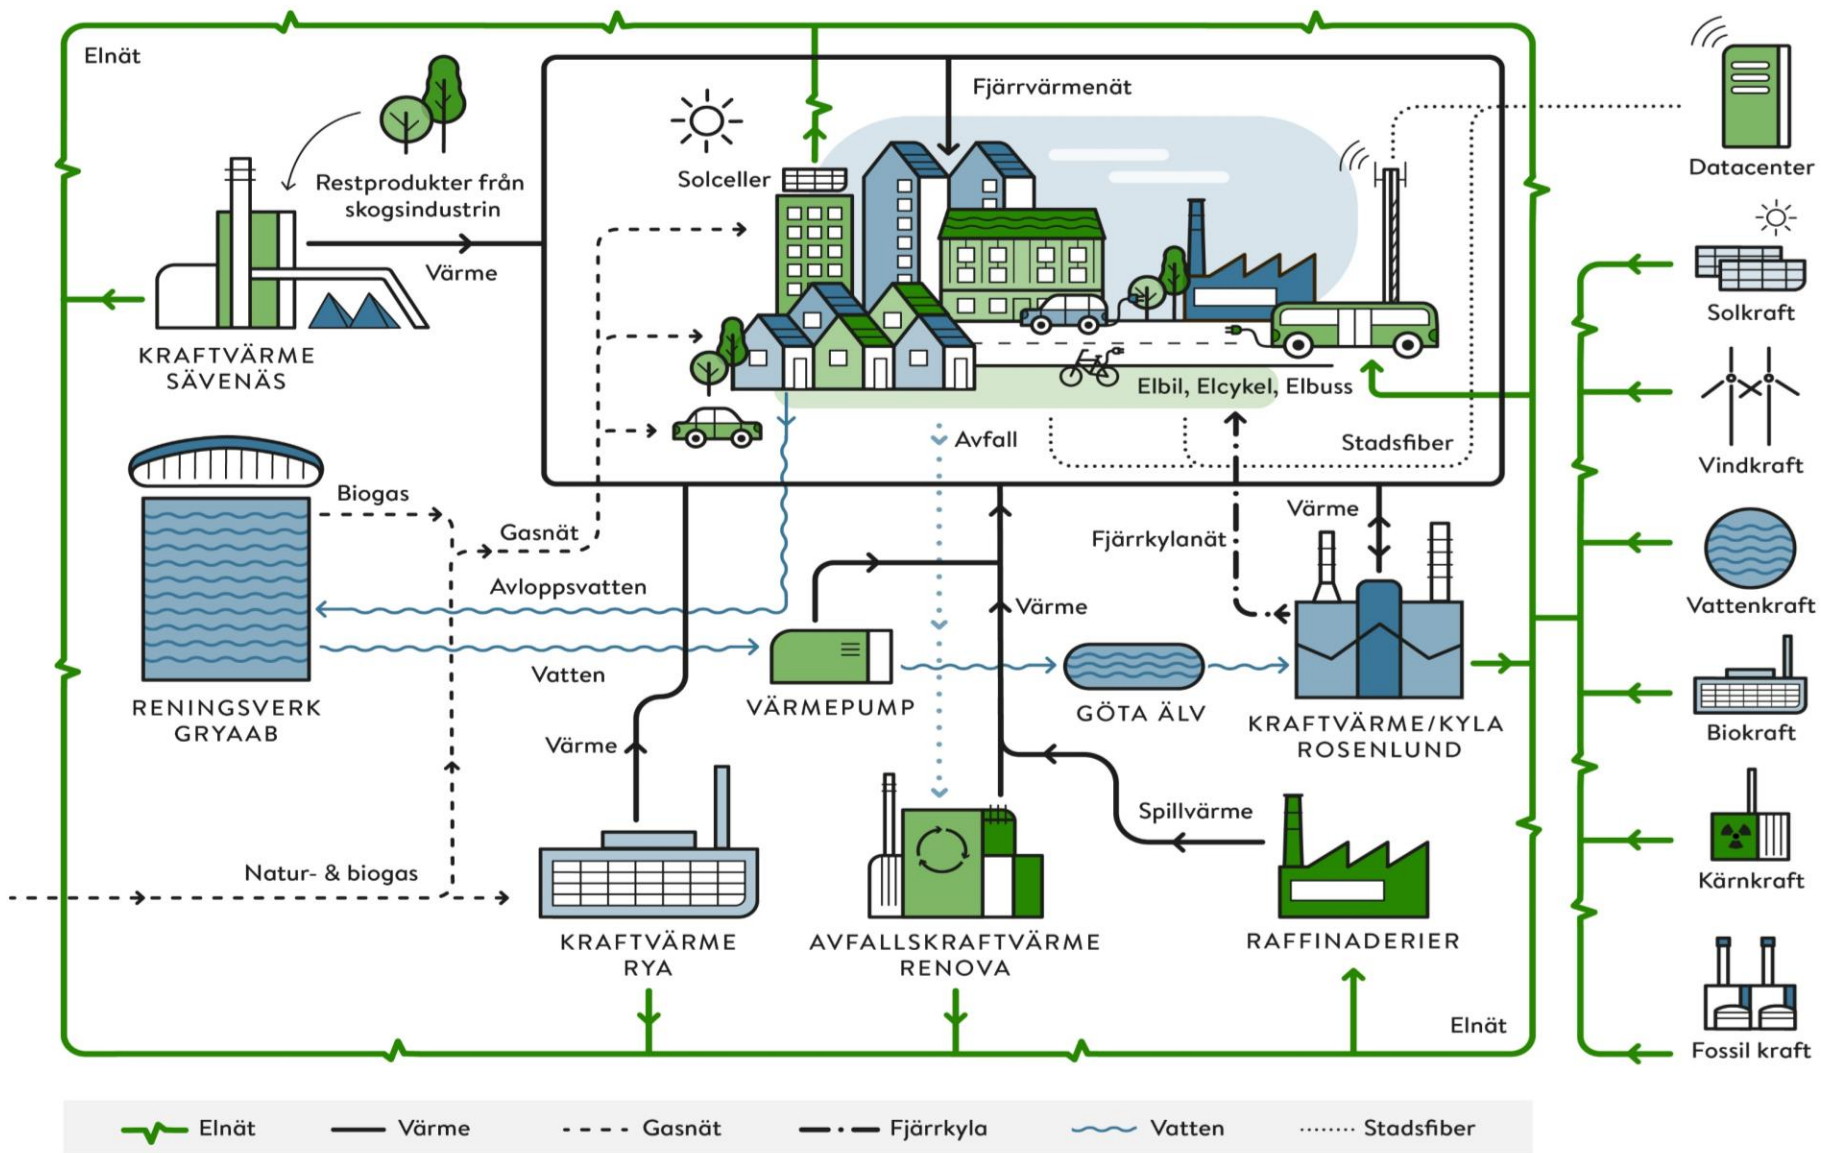 Elnät
Fjärrvärmenät
Datacenter
Solceller
Restprodukter från
skogsindustrin
Värme
Solkraft
KRAFTVÄRME
SÄVENÄS
Elbil, Elcykel, Elbuss
Avfall
Stadsfiber
Vindkraft
Biogas
Gasnät
Värme
Fjärrkylanät
Avloppsvatten
Värme
Vattenkraft
Vatten
RENINGSVERK
GRYAAB
VÄRMEPUMP
GÖTA ÄLV
KRAFTVÄRME/KYLA
ROSENLUND
Värme
Biokraft
Spillvärme
Natur- & biogas
Kärnkraft
KRAFTVÄRME
RYA
AVFALLSKRAFTVÄRME
RENOVA
RAFFINADERIER
Elnät
Fossil kraft
Elnät
Värme
Gasnät
Fjärrkyla
Vatten
Stadsfiber